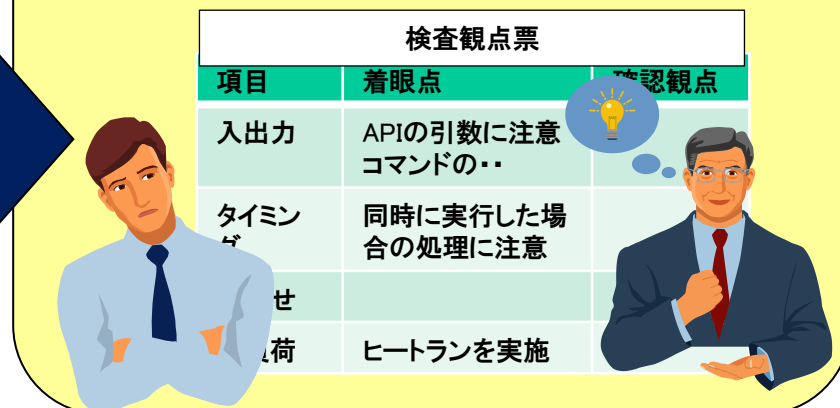 検査観点票
項目 着眼点 確認観点
入出力 APIの引数に注意
コマンドの・・
タイミン 同時に実行した場
グ 合の処理に注意
せ
荷 ヒートランを実施